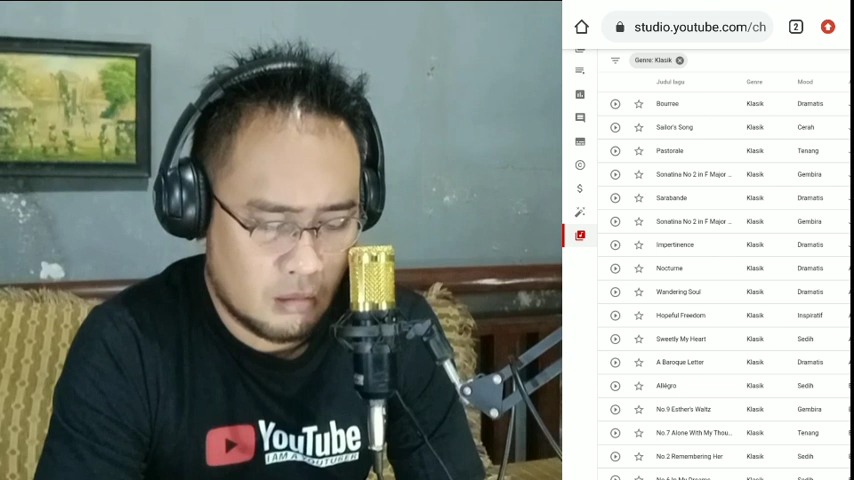 studio.youtube.com/ch
2
Genre: Klasik
Judul lagu Genre Mood
Bourree Klasik Dramatis
Sailor's Song Klasik Cerah
Pastorale Klasik Tenang
Sonatina No 2 in F Major ... Klasik Gembira
Sarabande Klasik Dramatis
Sonatina No 2 in F Major ... Klasik Gembira
Impertinence Klasik Dramatis
Nocturne Klasik Dramatis
Wandering Soul Klasik Dramatis
Hopeful Freedom Klasik Inspiratif
Sweetly My Heart Klasik Sedih
A Baroque Letter Klasik Dramatis
Allégro Klasik Sedih
No.9 Esther's Waltz Klasik Gembira
No.7 Alone With My Thou... Klasik Tenang
No.2 Remembering Her Klasik Sedih
YouTube
I AM A YOUTUBER